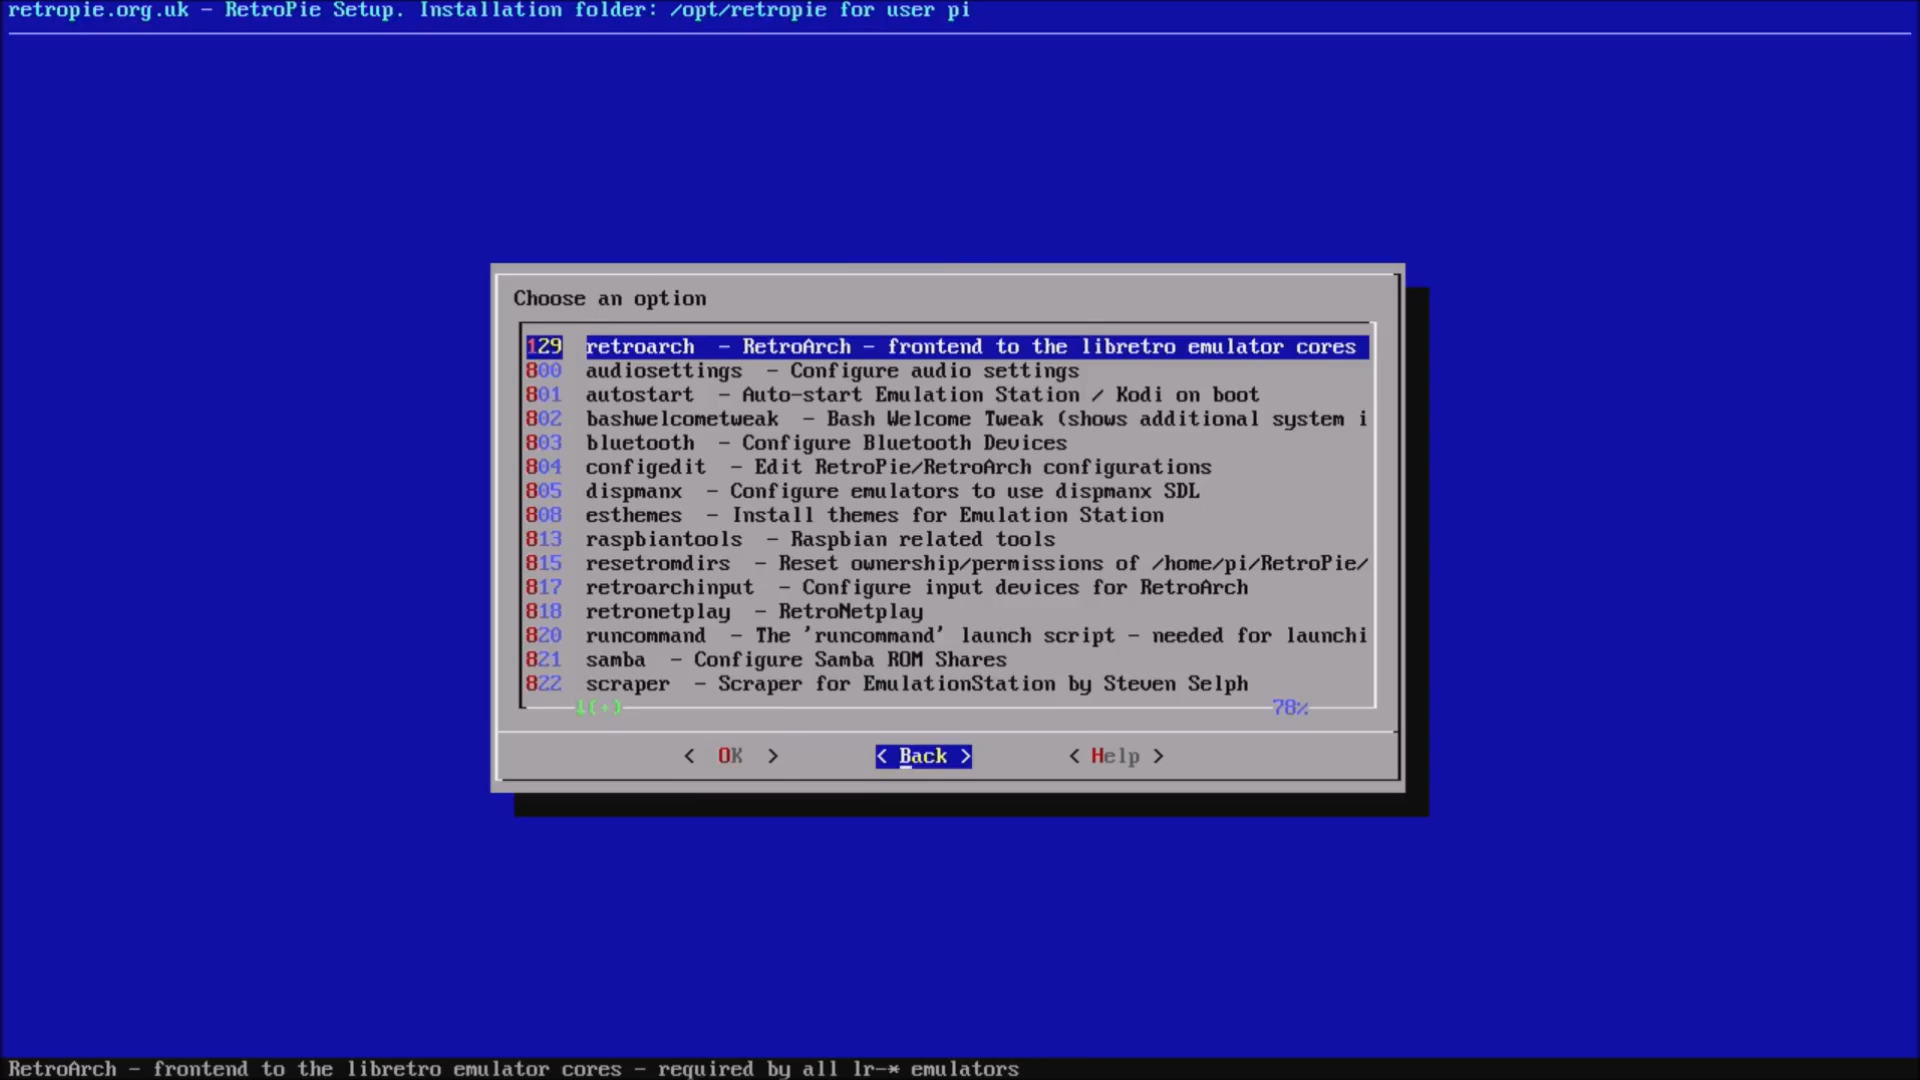 retropie.org.uk - RetroPie Setup. Installation folder: /opt/retropie for user pi
Choose an option
129 retroarch - RetroArch - frontend to the libretro emulator cores
800 audiosettings - Configure audio settings
801 autostart - Auto-start Emulation Station / Kodi on boot
802 bashwelcometweak - Bash Welcome Tweak (shows additional system i
803 bluetooth - Configure Bluetooth Devices
804 configedit - Edit RetroPie/RetroArch configurations
805 dispmanx - Configure emulators to use dispmanx SDL
808 esthemes - Install themes for Emulation Station
813 raspbiantools - Raspbian related tools
815 resetromdirs - Reset ownership/permissions of /home/pi/RetroPie/
817 retroarchinput - Configure input devices for RetroArch
818 retronetplay - RetroNetplay
820 runcommand - The 'runcommand' launch script - needed for launchi
821 samba - Configure Samba ROM Shares
822 scraper - Scraper for EmulationStation by Steven Selph
↓(+) 78%
< OK > < Back > < Help >
RetroArch - frontend to the libretro emulator cores - required by all lr-* emulators